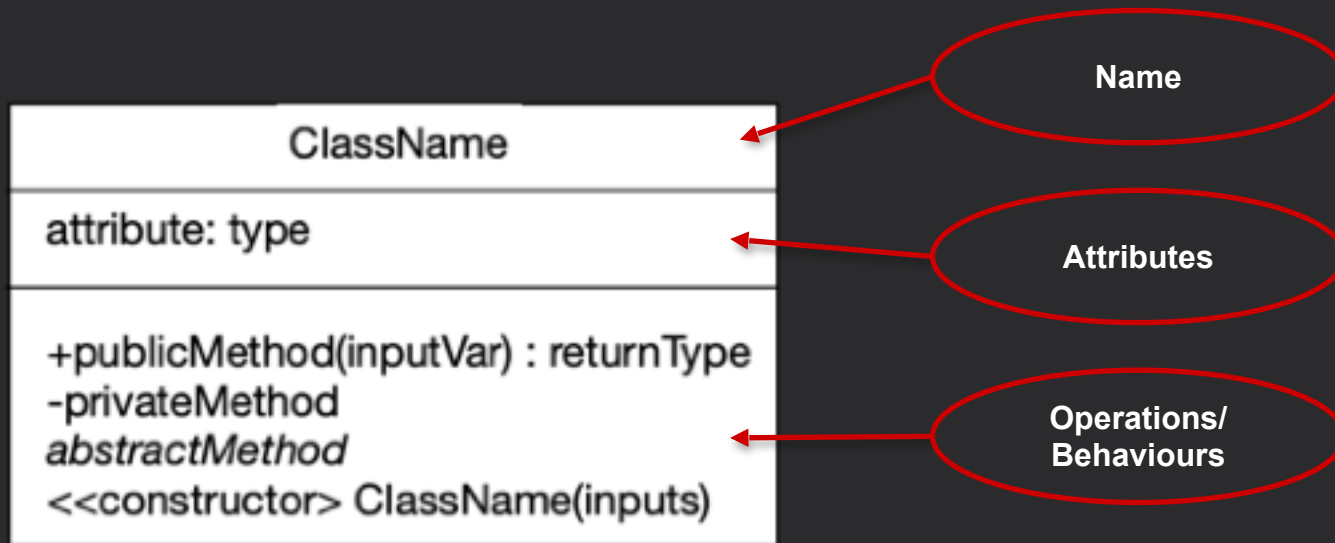 Name
ClassName
attribute: type
Attributes
+publicMethod(inputVar) : returnType
-privateMethod
abstractMethod
<<constructor> ClassName(inputs)
Operations/
Behaviours